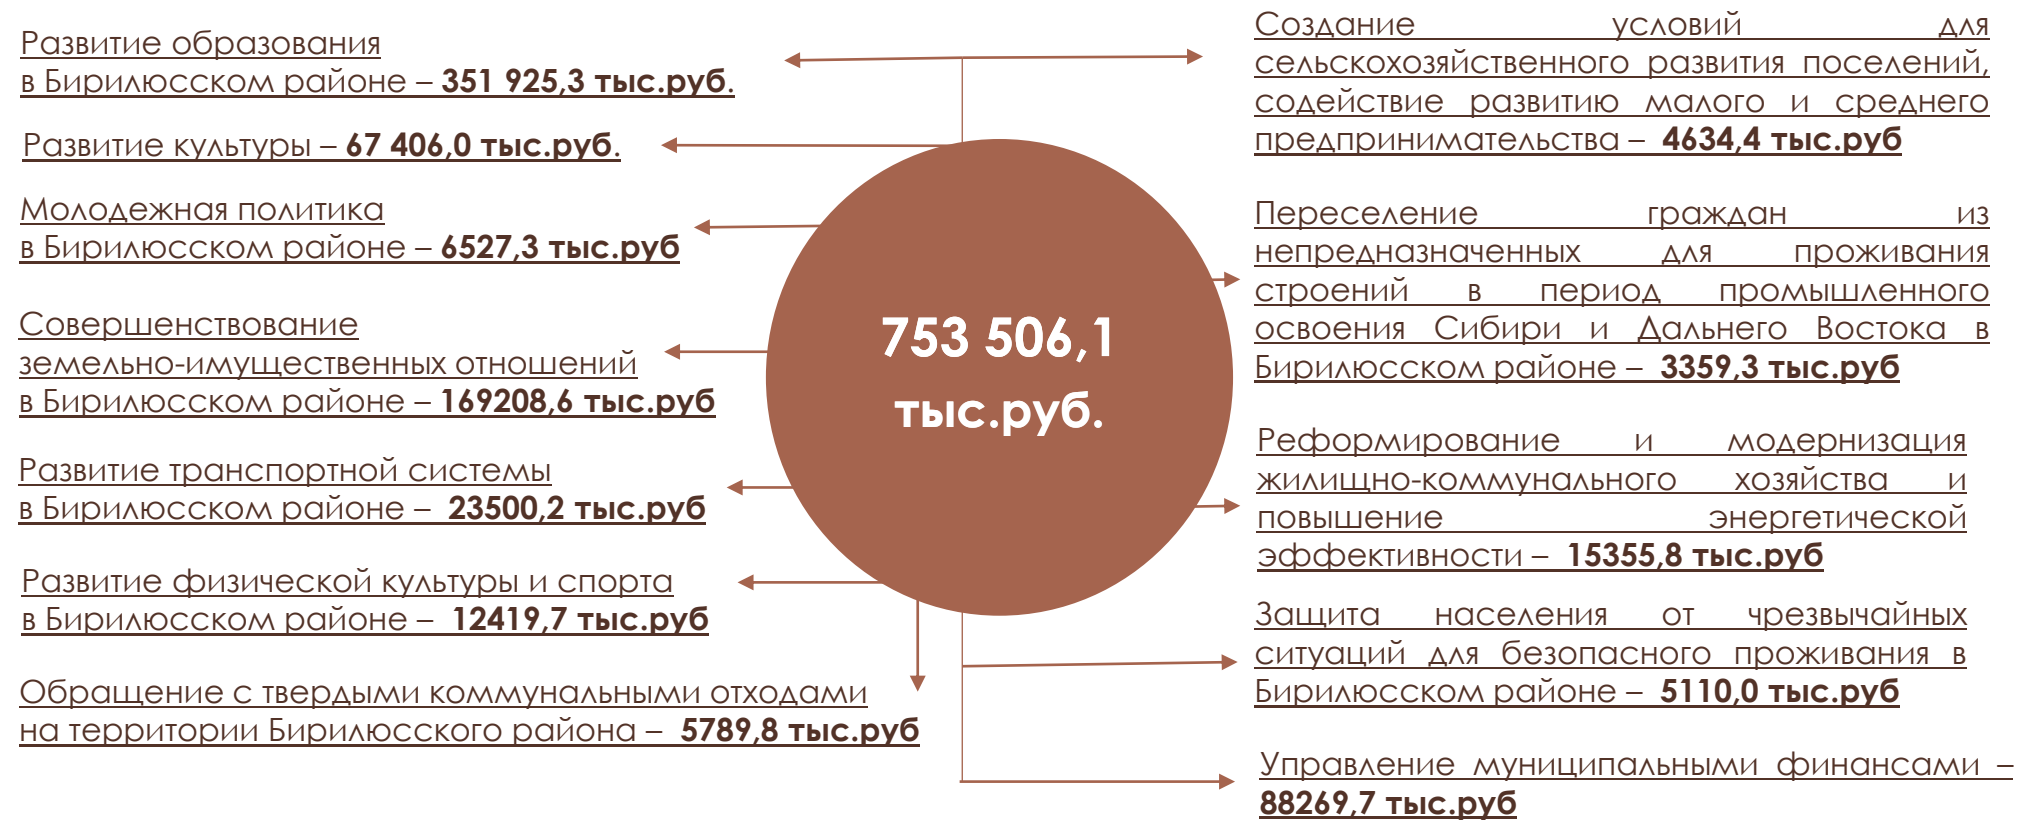 Развитие образования
в Бирилюсском районе – 351 925,3 тыс.руб.
Развитие культуры – 67 406,0 тыс.руб.
Молодежная политика
в Бирилюсском районе – 6527,3 тыс.руб
Совершенствование
земельно-имущественных отношений
в Бирилюсском районе – 169208,6 тыс.руб
Развитие транспортной системы
в Бирилюсском районе – 23500,2 тыс.руб
Развитие физической культуры и спорта
в Бирилюсском районе – 12419,7 тыс.руб
Обращение с твердыми коммунальными отходами
на территории Бирилюсского района – 5789,8 тыс.руб
753 506,1
тыс.руб.
Создание условий для
сельскохозяйственного развития поселений,
содействие развитию малого и среднего
предпринимательства – 4634,4 тыс.руб
Переселение граждан из
непредназначенных для проживания
строений в период промышленного
освоения Сибири и Дальнего Востока в
Бирилюсском районе – 3359,3 тыс.руб
Реформирование и модернизация
жилищно-коммунального хозяйства и
повышение энергетической
эффективности – 15355,8 тыс.руб
Защита населения от чрезвычайных
ситуаций для безопасного проживания в
Бирилюсском районе – 5110,0 тыс.руб
Управление муниципальными финансами –
88269,7 тыс.руб